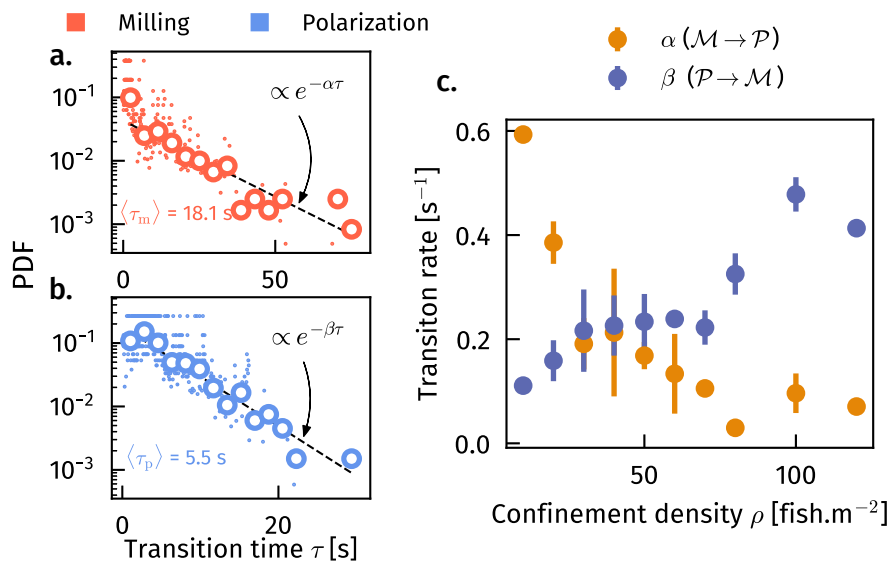 Milling Polarization
a.
∝ e^{−ατ}
⟨τ_m⟩ = 18.1 s
10^{−1}
10^{−2}
10^{−3}
0 50
PDF
b.
∝ e^{−βτ}
⟨τ_p⟩ = 5.5 s
10^{−1}
10^{−2}
10^{−3}
0 20
Transition time τ [s]
c.
α (M → P)
β (P → M)
Transiton rate [s^{−1}]
0.6
0.4
0.2
0.0
50 100
Confinement density ρ [fish.m^{−2}]